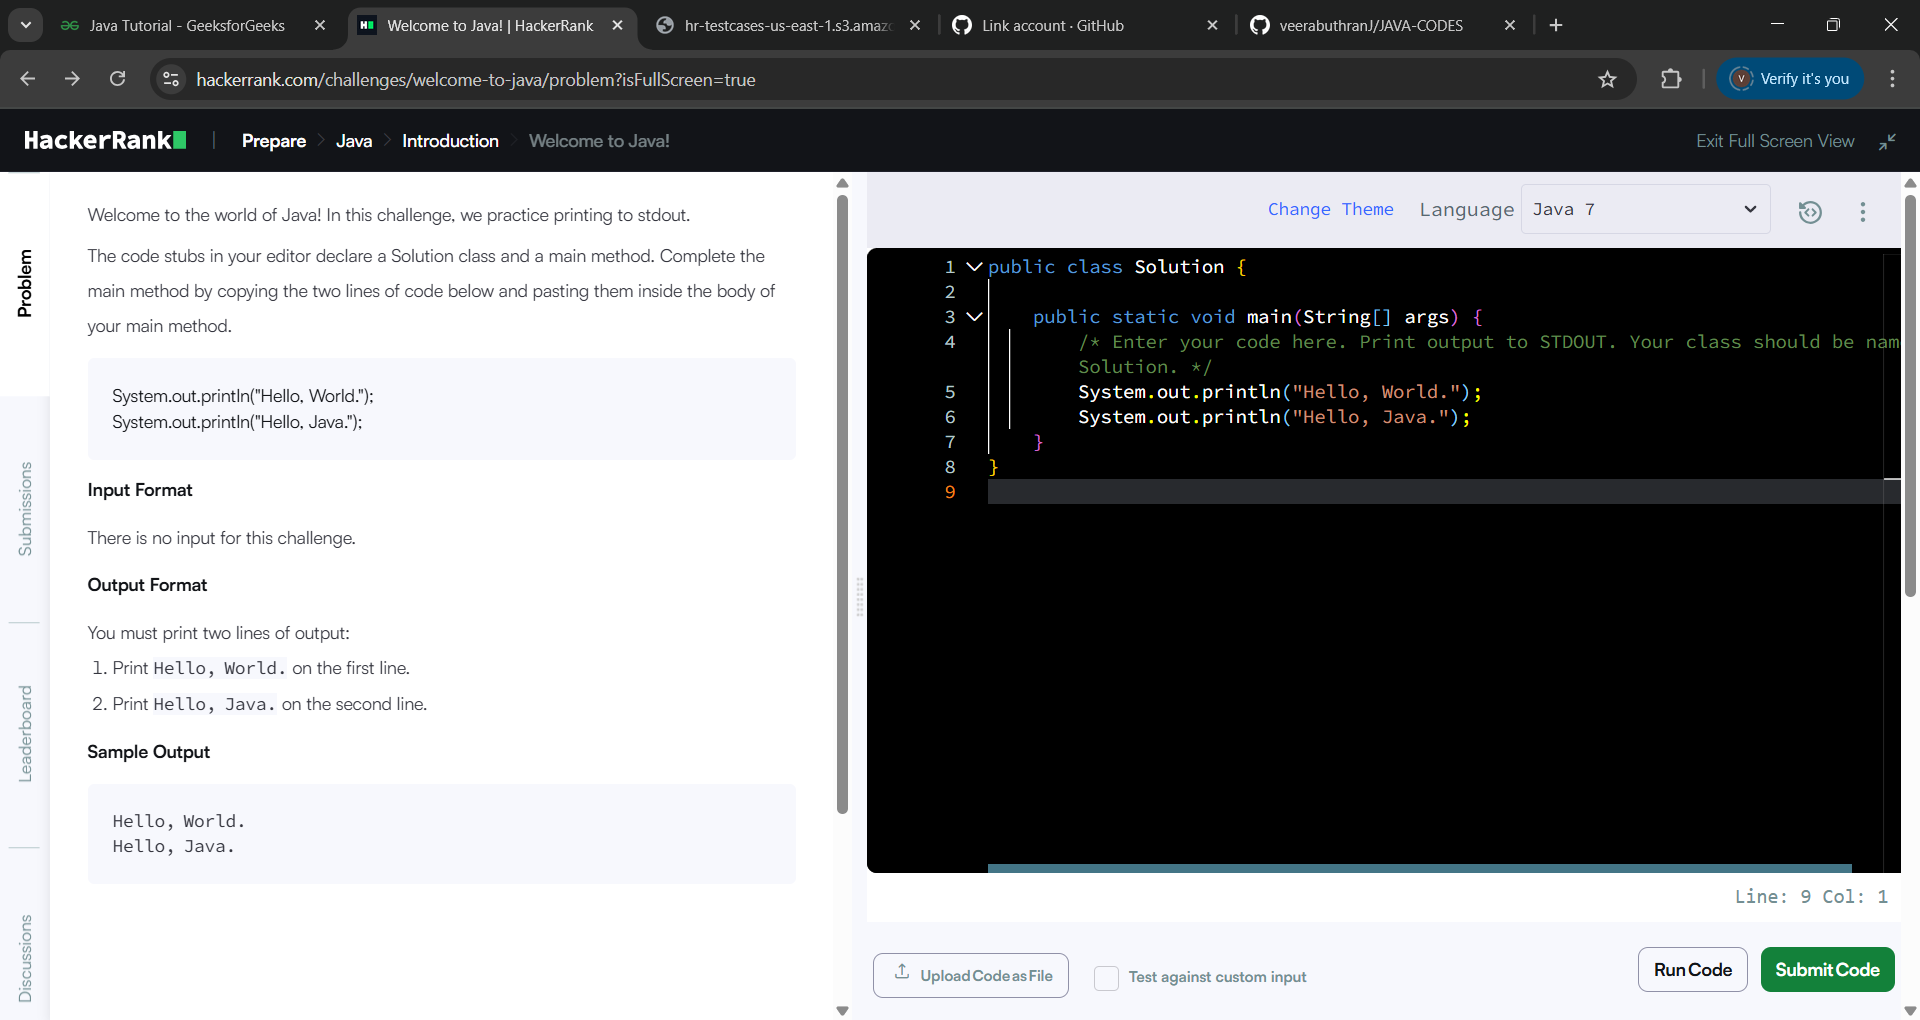 Java Tutorial - GeeksforGeeks
Welcome to Java! | HackerRank
hr-testcases-us-east-1.s3.amazo
Link account · GitHub
veerabuthranJ/JAVA-CODES
hackerrank.com/challenges/welcome-to-java/problem?isFullScreen=true
V Verify it's you
HackerRank
Prepare
Java
Introduction
Welcome to Java!
Exit Full Screen View
Problem
Submissions
Leaderboard
Discussions
Welcome to the world of Java! In this challenge, we practice printing to stdout.
The code stubs in your editor declare a Solution class and a main method. Complete the
main method by copying the two lines of code below and pasting them inside the body of
your main method.
System.out.println("Hello, World.");
System.out.println("Hello, Java.");
Input Format
There is no input for this challenge.
Output Format
You must print two lines of output:
1. Print Hello, World. on the first line.
2. Print Hello, Java. on the second line.
Sample Output
Hello, World.
Hello, Java.
Change Theme Language Java 7
1 public class Solution {
2
3 public static void main(String[] args) {
4 /* Enter your code here. Print output to STDOUT. Your class should be nam
Solution. */
5 System.out.println("Hello, World.");
6 System.out.println("Hello, Java.");
7 }
8 }
9
Line: 9 Col: 1
Upload Code as File
Test against custom input
Run Code
Submit Code